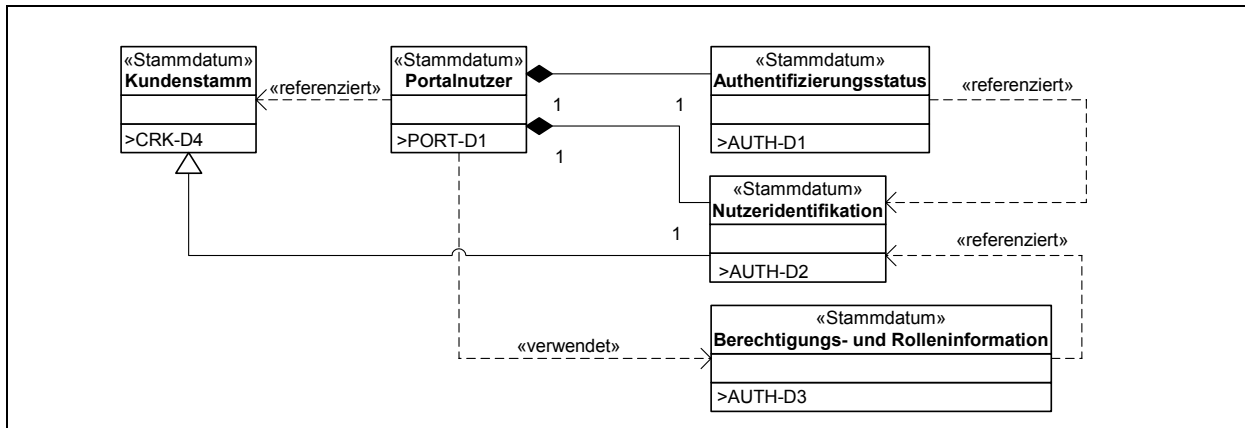 «Stammdatum»
Kundenstamm
>CRK-D4
«referenziert»
«Stammdatum»
Portalnutzer
>PORT-D1
1
1
1
«Stammdatum»
Authentifizierungsstatus
>AUTH-D1
«referenziert»
«Stammdatum»
Nutzeridentifikation
>AUTH-D2
1
«referenziert»
«Stammdatum»
Berechtigungs- und Rolleninformation
>AUTH-D3
«verwendet»